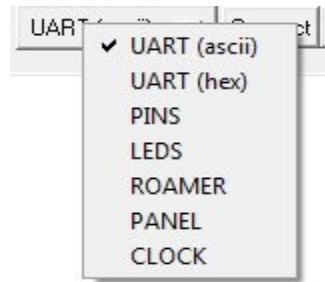 UART
UART (ascii)
UART (hex)
PINS
LEDS
ROAMER
PANEL
CLOCK